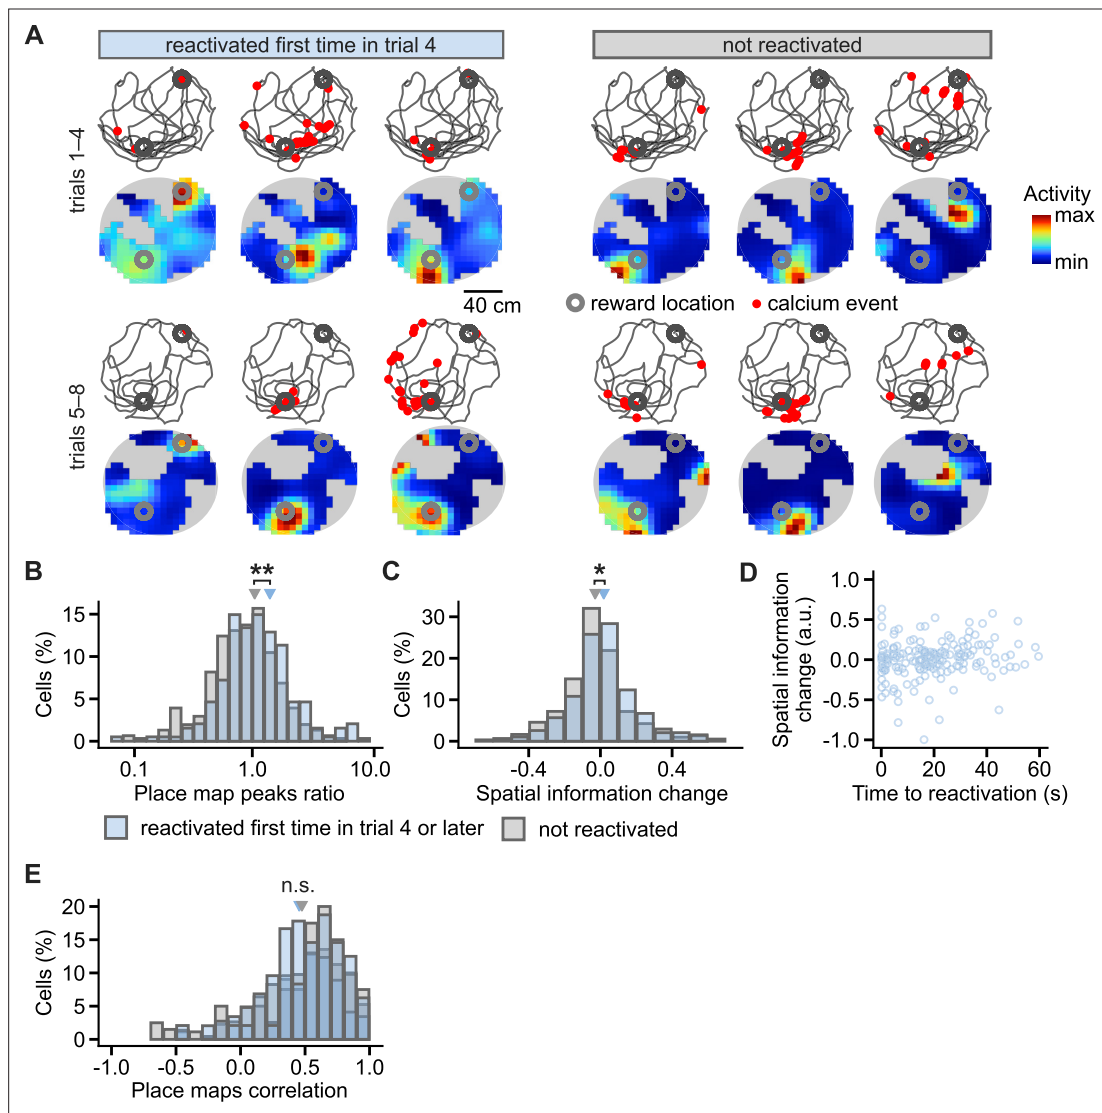 A
reactivated first time in trial 4
not reactivated
trials 1–4
Activity
max
min
40 cm
reward location
calcium event
trials 5–8
B
**
15
10
5
0
Cells (%)
0.1
1.0
10.0
Place map peaks ratio
C
*
30
20
10
0
Cells (%)
-0.4
0.0
0.4
Spatial information change
D
1.0
0.5
0.0
-0.5
-1.0
Spatial information
change (a.u.)
0
20
40
60
Time to reactivation (s)
reactivated first time in trial 4 or later
not reactivated
E
n.s.
20
15
10
5
0
Cells (%)
-1.0
-0.5
0.0
0.5
1.0
Place maps correlation